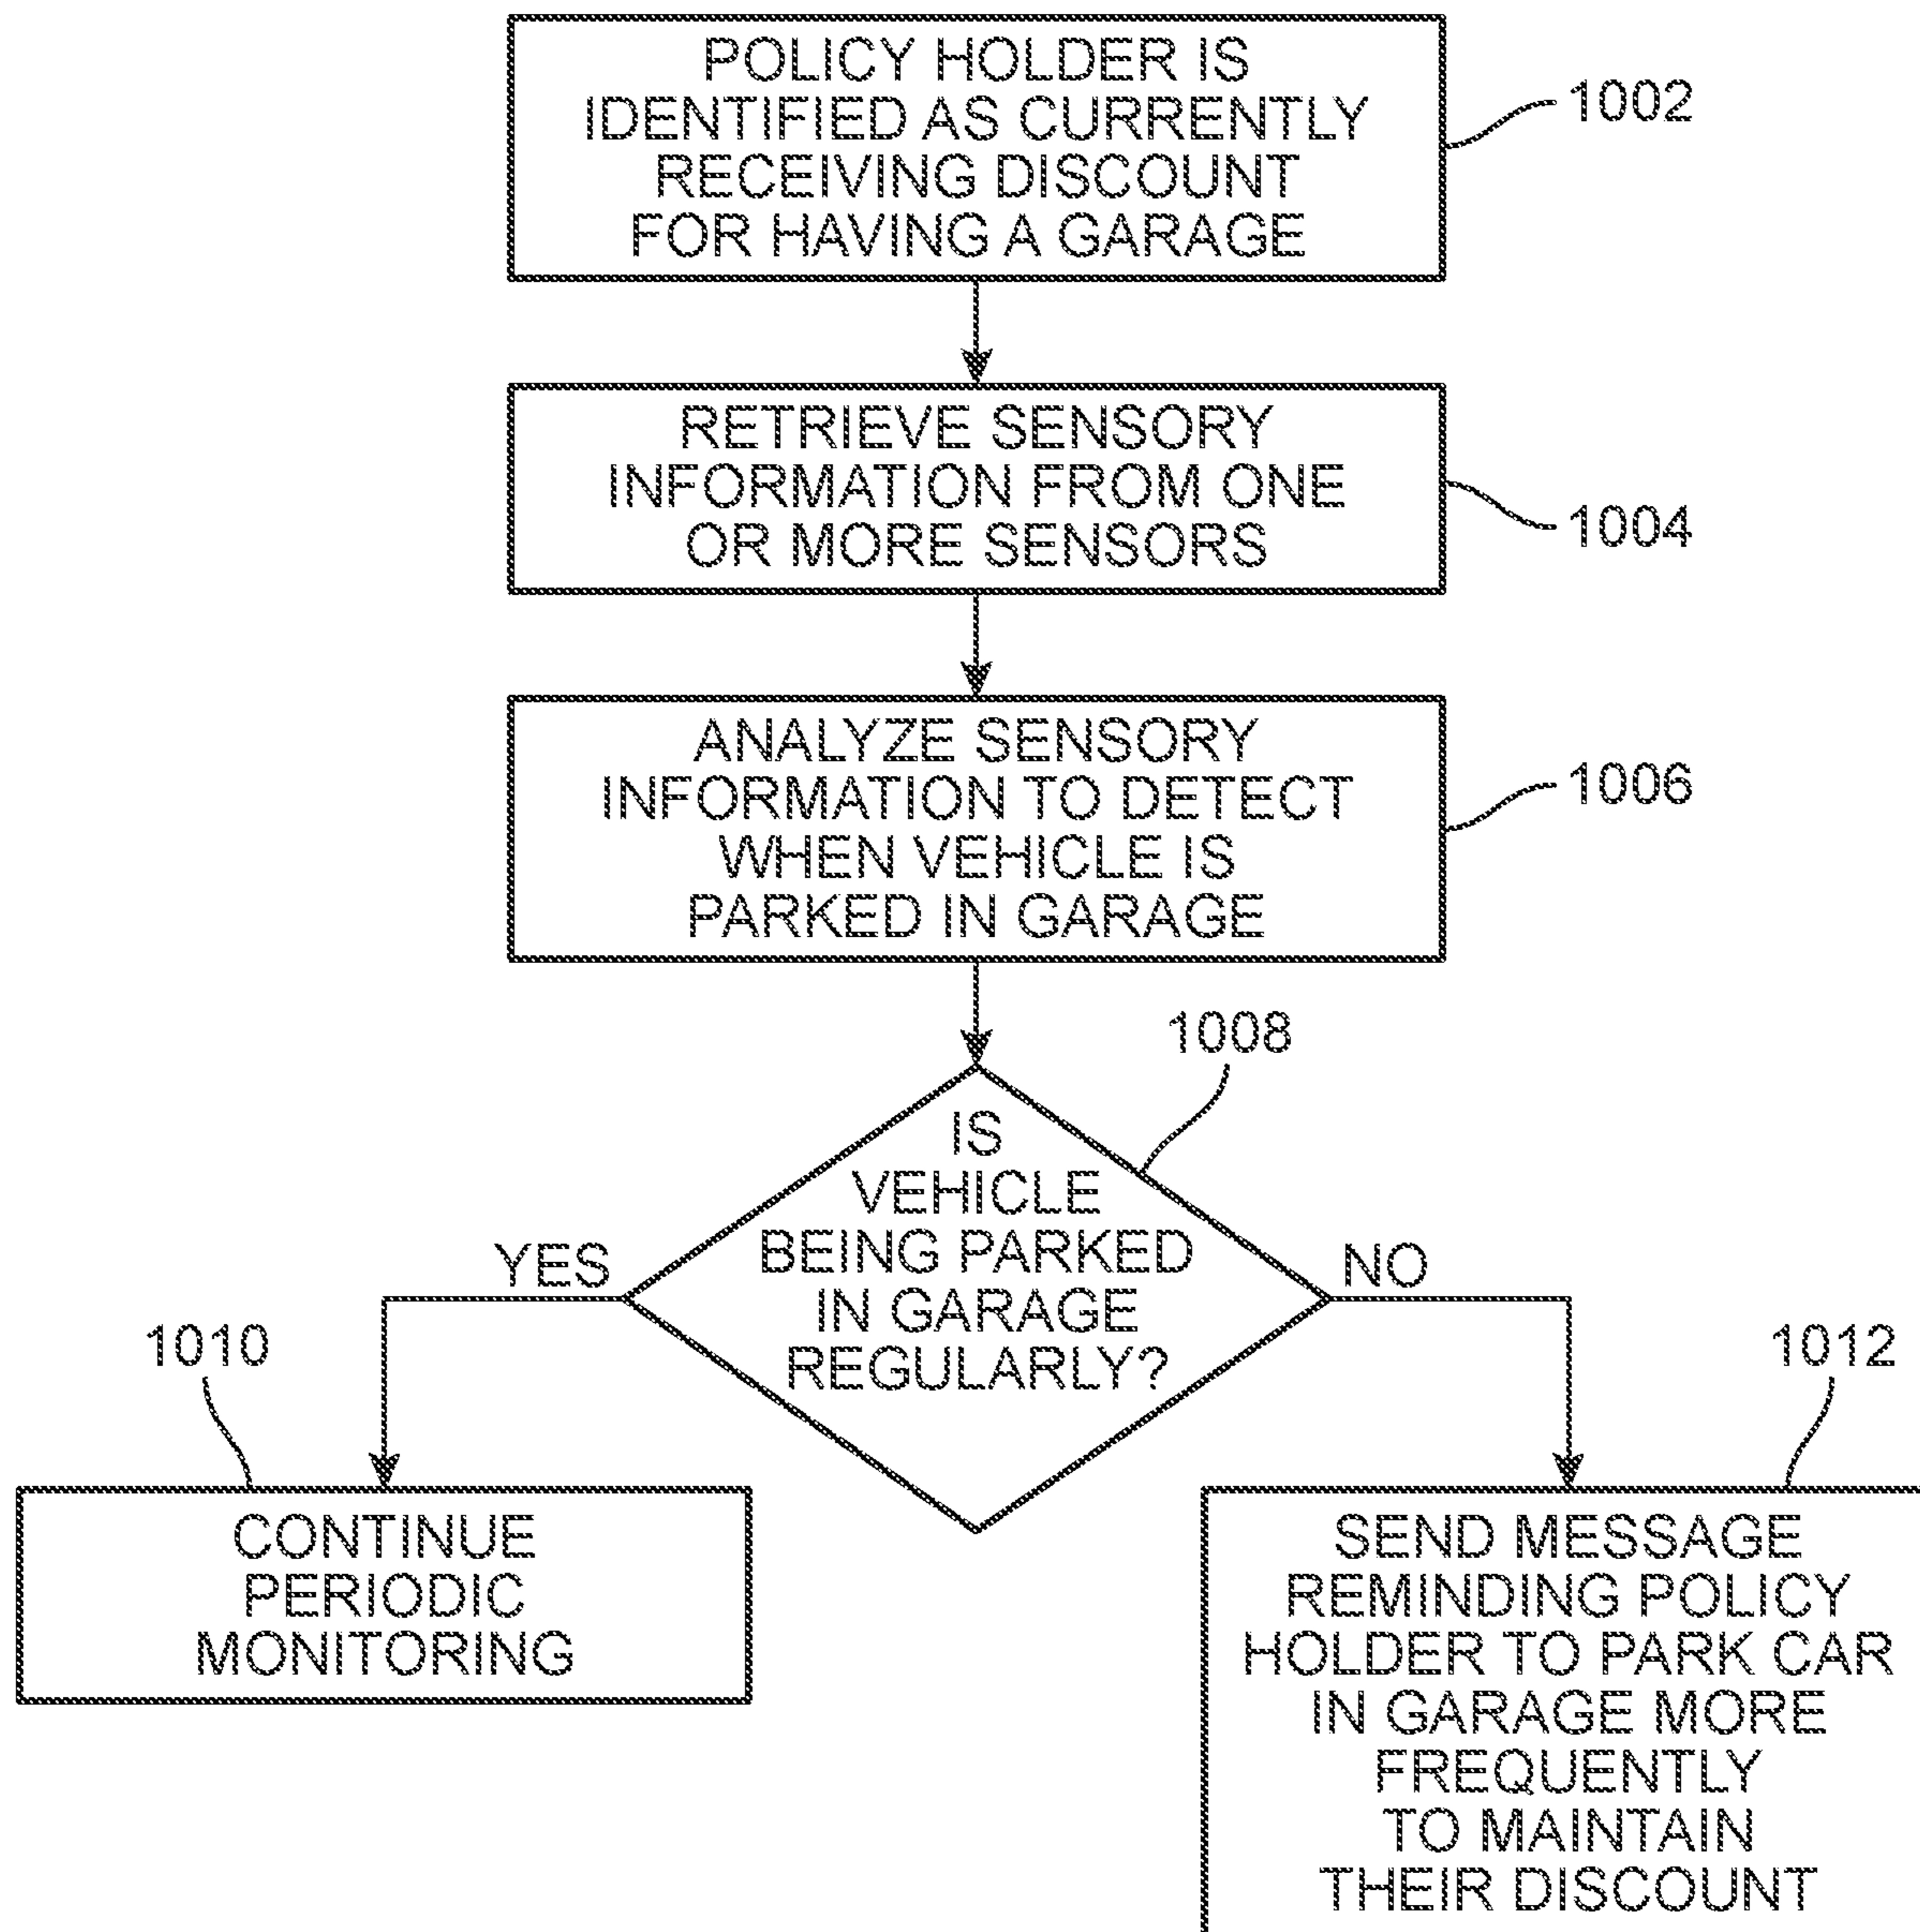 POLICY HOLDER IS
IDENTIFIED AS CURRENTLY
RECEIVING DISCOUNT
FOR HAVING A GARAGE
1002
RETRIEVE SENSORY
INFORMATION FROM ONE
OR MORE SENSORS
1004
ANALYZE SENSORY
INFORMATION TO DETECT
WHEN VEHICLE IS
PARKED IN GARAGE
1006
1008
IS
VEHICLE
BEING PARKED
IN GARAGE
REGULARLY?
YES
NO
1010
CONTINUE
PERIODIC
MONITORING
1012
SEND MESSAGE
REMINDING POLICY
HOLDER TO PARK CAR
IN GARAGE MORE
FREQUENTLY
TO MAINTAIN
THEIR DISCOUNT